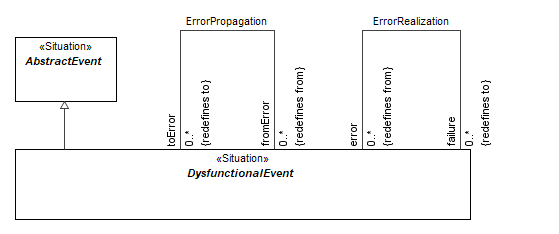 ErrorPropagation
ErrorRealization
«Situation»
AbstractEvent
toError
0..*
{redefines to}
fromError
0..*
{redefines from}
error
0..*
{redefines from}
failure
0..*
{redefines to}
«Situation»
DysfunctionalEvent